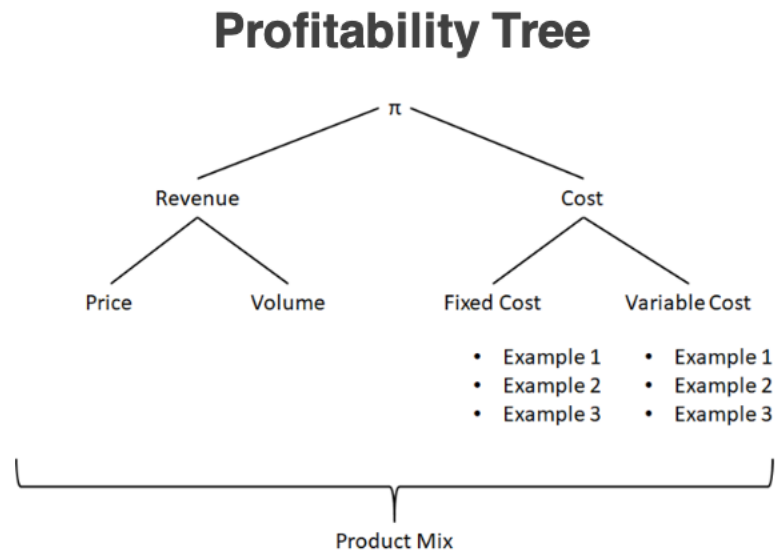 Profitability Tree
π
Revenue Cost
Price Volume Fixed Cost Variable Cost
• Example 1 • Example 1
• Example 2 • Example 2
• Example 3 • Example 3
Product Mix